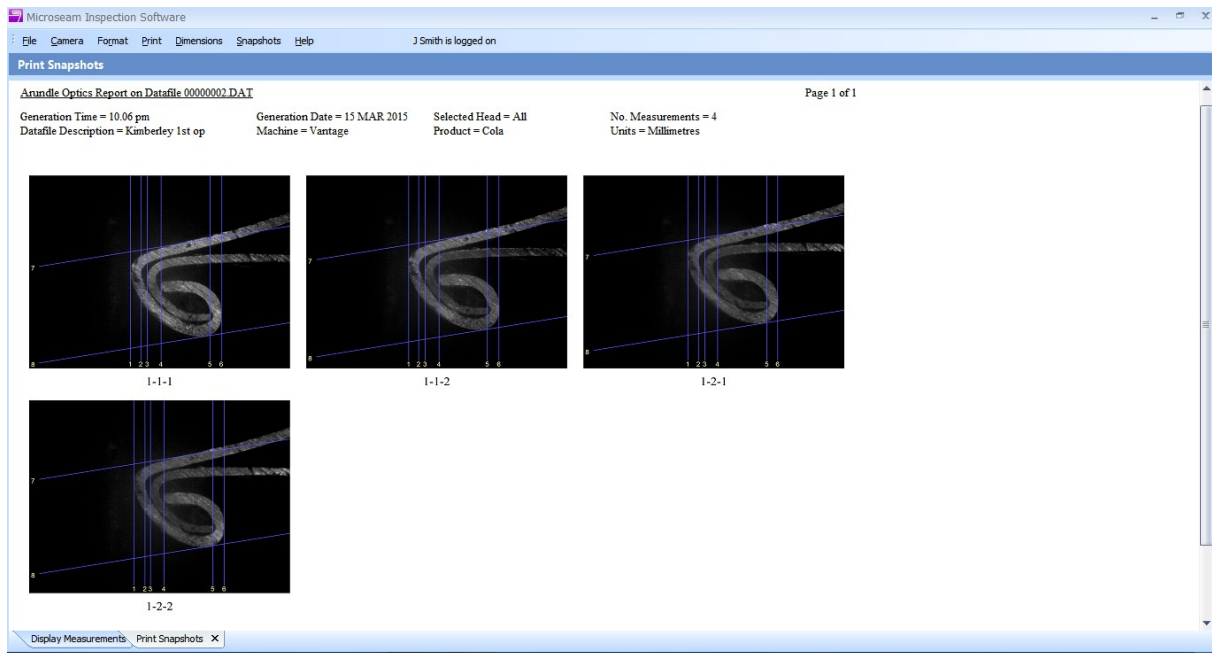 Microseam Inspection Software
File Camera Format Print Dimensions Snapshots Help J Smith is logged on
Print Snapshots
Arundle Optics Report on Datafile 00000002.DAT Page 1 of 1
Generation Time = 10.06 pm Generation Date = 15 MAR 2015 Selected Head = All No. Measurements = 4
Datafile Description = Kimberley 1st op Machine = Vantage Product = Cola Units = Millimetres
7 7 7
8 8 8
1 2 3 4 5 6 1 2 3 4 5 6 1 2 3 4 5 6
1-1-1 1-1-2 1-2-1
7
8
1 2 3 4 5 6
1-2-2
Display Measurements Print Snapshots X